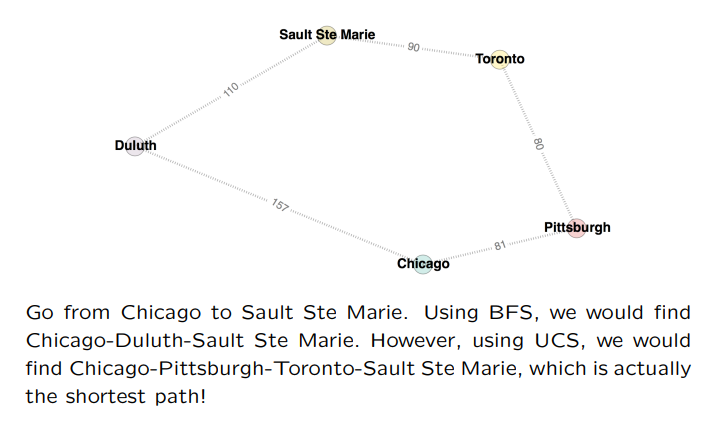 Sault Ste Marie
90
Toronto
110
80
Duluth
157
Pittsburgh
81
Chicago
Go from Chicago to Sault Ste Marie. Using BFS, we would find
Chicago-Duluth-Sault Ste Marie. However, using UCS, we would
find Chicago-Pittsburgh-Toronto-Sault Ste Marie, which is actually
the shortest path!